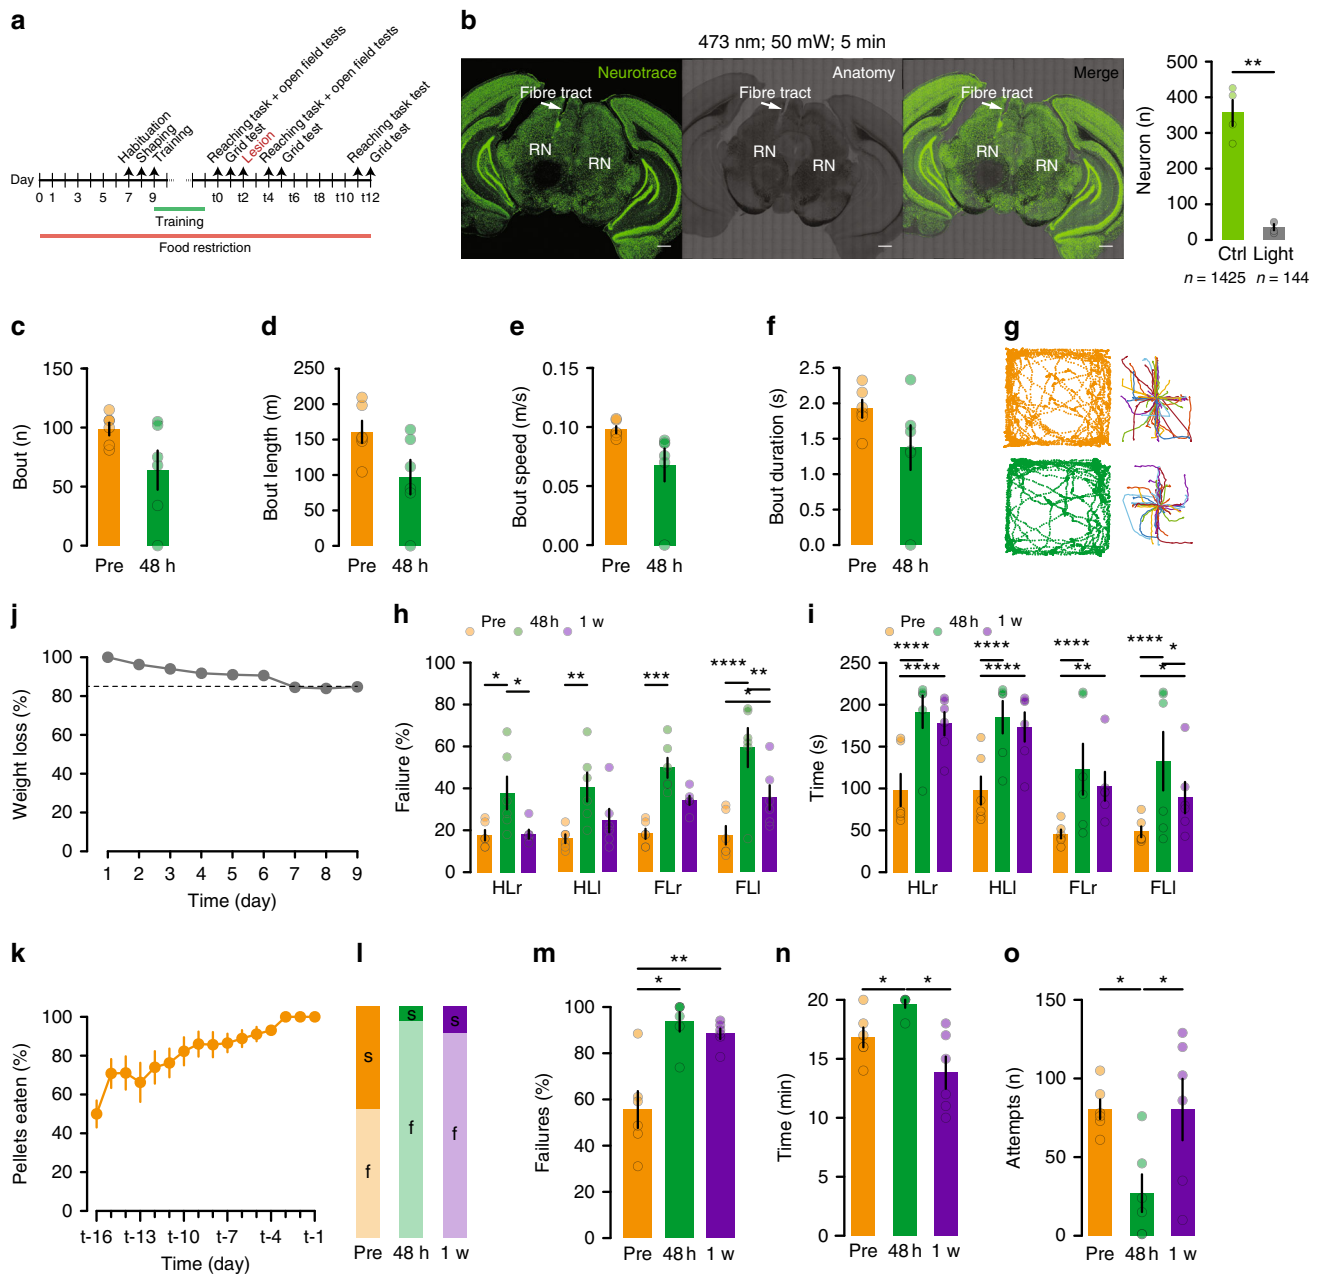 a
Habituation
Shaping
Training
Reaching task + open field tests
Grid test
Lesion
Reaching task + open field tests
Grid test
Reaching task test
Grid test
Day
0 1 3 5 7 9 t0 t2 t4 t6 t8 t10 t12
Training
Food restriction
b
473 nm; 50 mW; 5 min
Neurotrace
Anatomy
Merge
Fibre tract
Fibre tract
RN RN
RN RN
RN RN
**
Neuron (n)
500
400
300
200
100
0
Ctrl Light
n = 1425 n = 144
c
Bout (n)
150
100
50
0
Pre 48 h
d
Bout length (m)
250
200
150
100
50
0
Pre 48 h
e
Bout speed (m/s)
0.15
0.10
0.05
0.00
Pre 48 h
f
Bout duration (s)
2.5
2.0
1.5
1.0
0.5
0.0
Pre 48 h
g
j
Weight loss (%)
100
80
60
40
20
0
1 2 3 4 5 6 7 8 9
Time (day)
h
Pre 48 h 1 w
Failure (%)
100
80
60
40
20
0
* *
**
***
**** ** *
HLr HLl FLr FLl
i
Pre 48 h 1 w
Time (s)
250
200
150
100
50
0
**** ****
**** ****
**** **
**** * *
HLr HLl FLr FLl
k
Pellets eaten (%)
100
80
60
40
20
0
t-16 t-13 t-10 t-7 t-4 t-1
Time (day)
l
s s s
f f f
Pre 48 h 1 w
m
Failures (%)
100
80
60
40
20
0
**
*
Pre 48 h 1 w
n
Time (min)
20
15
10
5
0
* *
Pre 48 h 1 w
o
Attempts (n)
150
100
50
0
* *
Pre 48 h 1 w